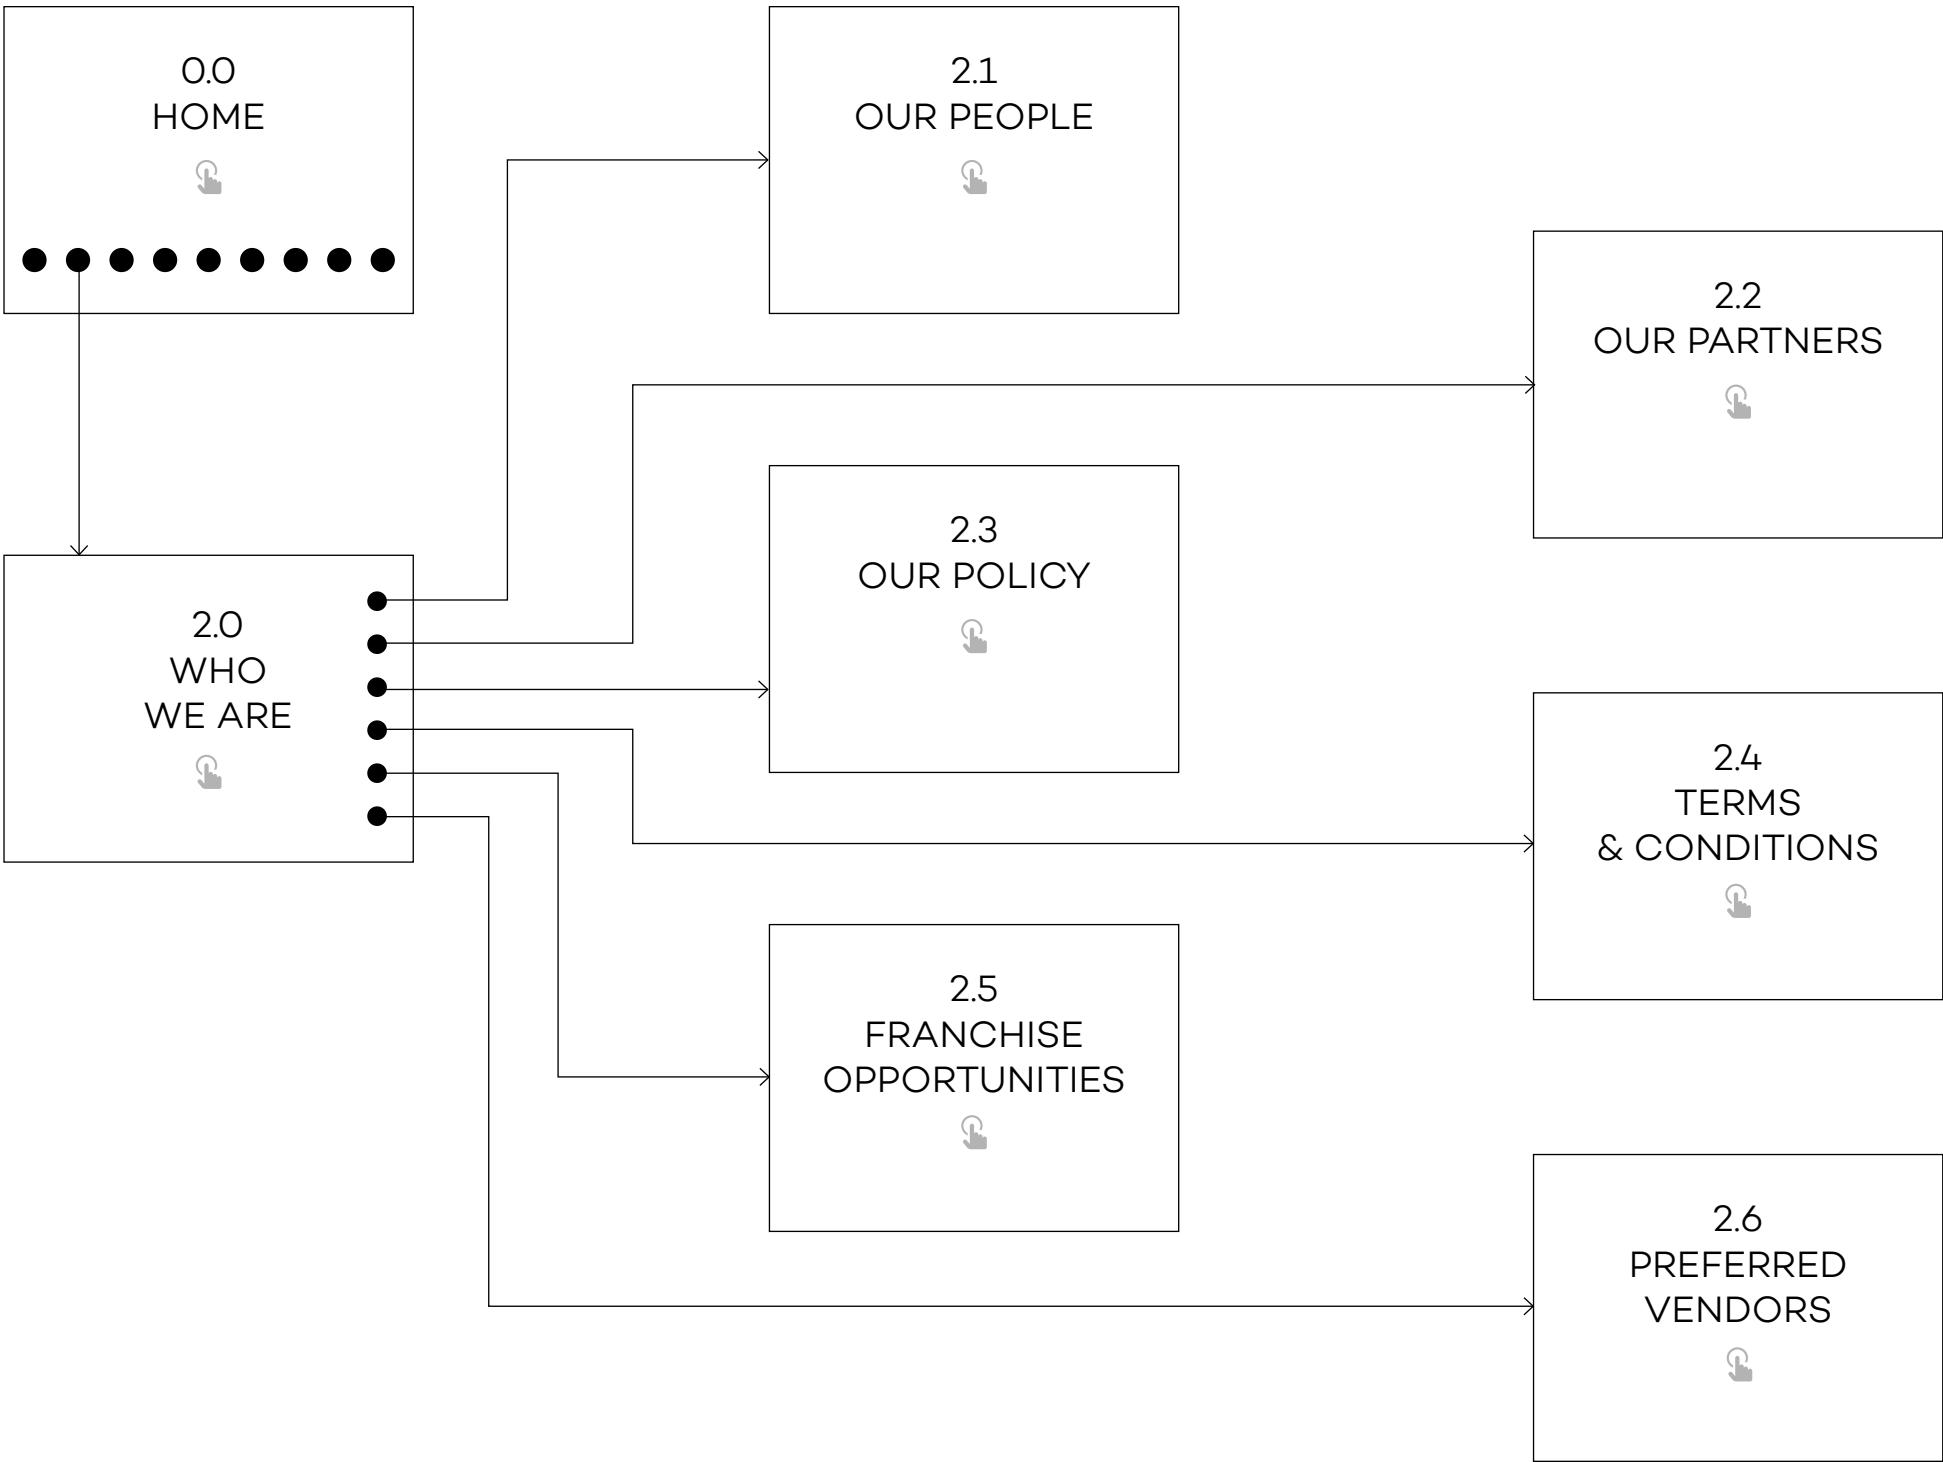 0.0
HOME
2.1
OUR PEOPLE
2.2
OUR PARTNERS
2.3
OUR POLICY
2.0
WHO
WE ARE
2.4
TERMS
& CONDITIONS
2.5
FRANCHISE
OPPORTUNITIES
2.6
PREFERRED
VENDORS